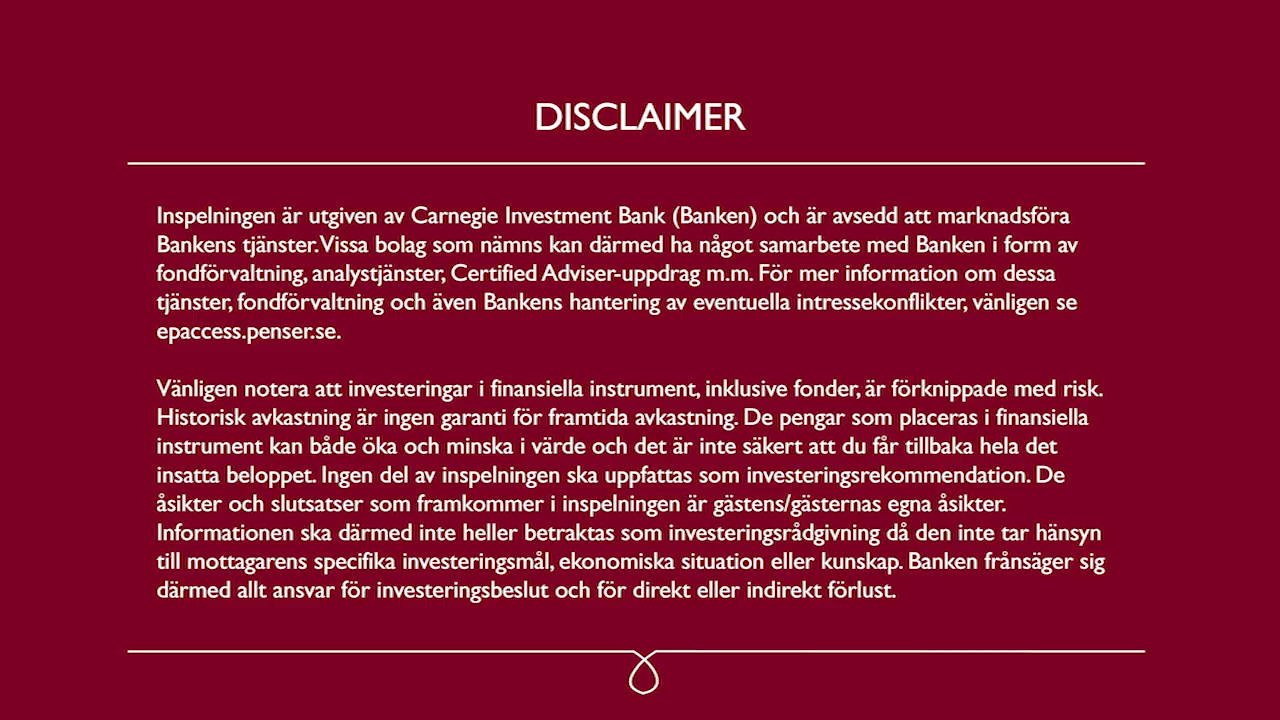 DISCLAIMER
Inspelningen är utgiven av Carnegie Investment Bank (Banken) och är avsedd att marknadsföra
Bankens tjänster. Vissa bolag som nämns kan därmed ha något samarbete med Banken i form av
fondförvaltning, analystjänster, Certified Adviser-uppdrag m.m. För mer information om dessa
tjänster, fondförvaltning och även Bankens hantering av eventuella intressekonflikter, vänligen se
epaccess.penser.se.
Vänligen notera att investeringar i finansiella instrument, inklusive fonder, är förknippade med risk.
Historisk avkastning är ingen garanti för framtida avkastning. De pengar som placeras i finansiella
instrument kan både öka och minska i värde och det är inte säkert att du får tillbaka hela det
insatta beloppet. Ingen del av inspelningen ska uppfattas som investeringsrekommendation. De
åsikter och slutsatser som framkommer i inspelningen är gästens/gästernas egna åsikter.
Informationen ska därmed inte heller betraktas som investeringsrådgivning då den inte tar hänsyn
till mottagarens specifika investeringsmål, ekonomiska situation eller kunskap. Banken frånsäger sig
därmed allt ansvar för investeringsbeslut och för direkt eller indirekt förlust.